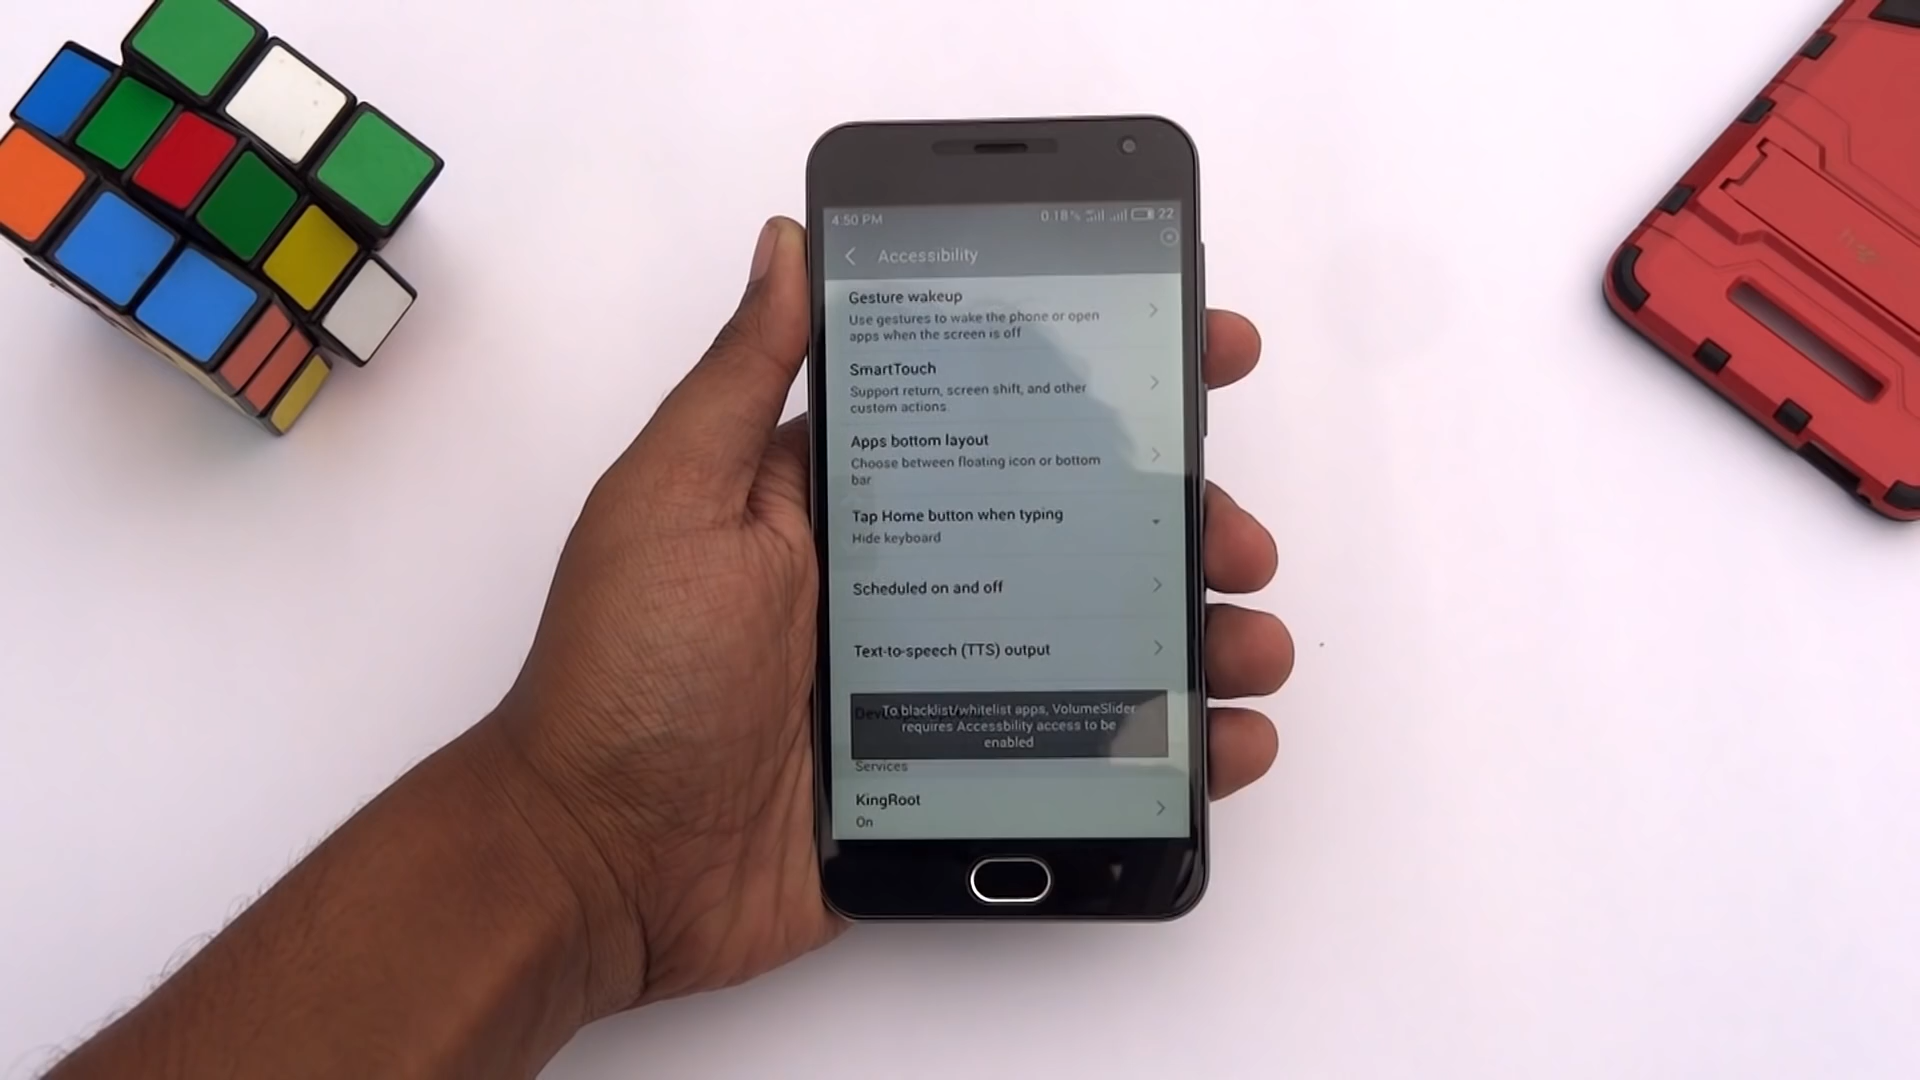 4:50 PM
0.18% 22
Accessibility
Gesture wakeup
Use gestures to wake the phone or open
apps when the screen is off
SmartTouch
Support return, screen shift, and other
custom actions.
Apps bottom layout
Choose between floating icon or bottom
bar
Tap Home button when typing
Hide keyboard
Scheduled on and off
Text-to-speech (TTS) output
To blacklist/whitelist apps, VolumeSlider
requires Accessbility access to be
enabled
Services
KingRoot
On